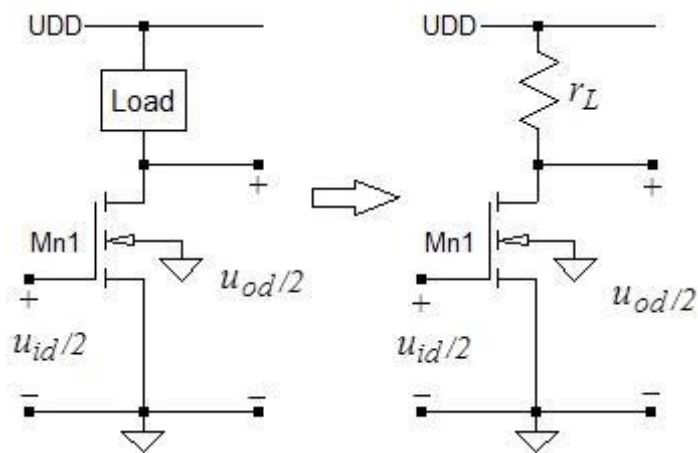 UDD
Load
+
Mn1
+
u_od/2
u_id/2
−
−
UDD
r_L
+
Mn1
+
u_od/2
u_id/2
−
−